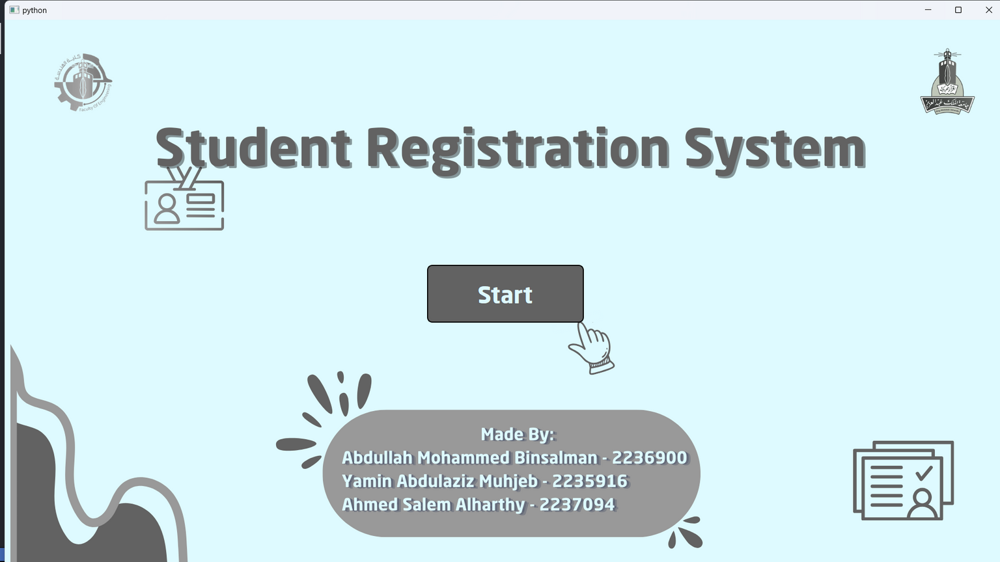 python
كلية الهندسة
Faculty Of Engineering
جامعة الملك عبدالعزيز
Student Registration System
Start
Made By:
Abdullah Mohammed Binsalman - 2236900
Yamin Abdulaziz Muhjeb - 2235916
Ahmed Salem Alharthy - 2237094